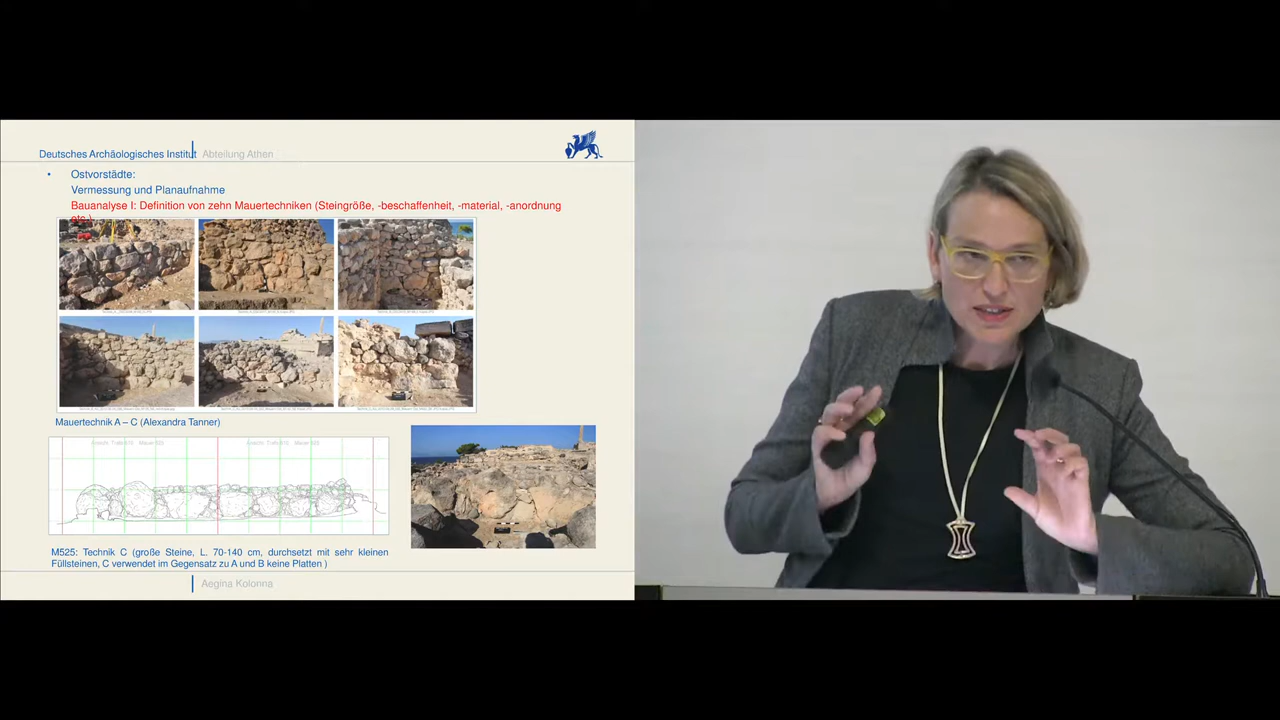 Deutsches Archäologisches Institut Abteilung Athen
• Ostvorstädte:
Vermessung und Planaufnahme
Bauanalyse I: Definition von zehn Mauertechniken (Steingröße, -beschaffenheit, -material, -anordnung
etc.)
Mauertechnik A – C (Alexandra Tanner)
M525: Technik C (große Steine, L. 70-140 cm, durchsetzt mit sehr kleinen
Füllsteinen, C verwendet im Gegensatz zu A und B keine Platten )
Aegina Kolonna